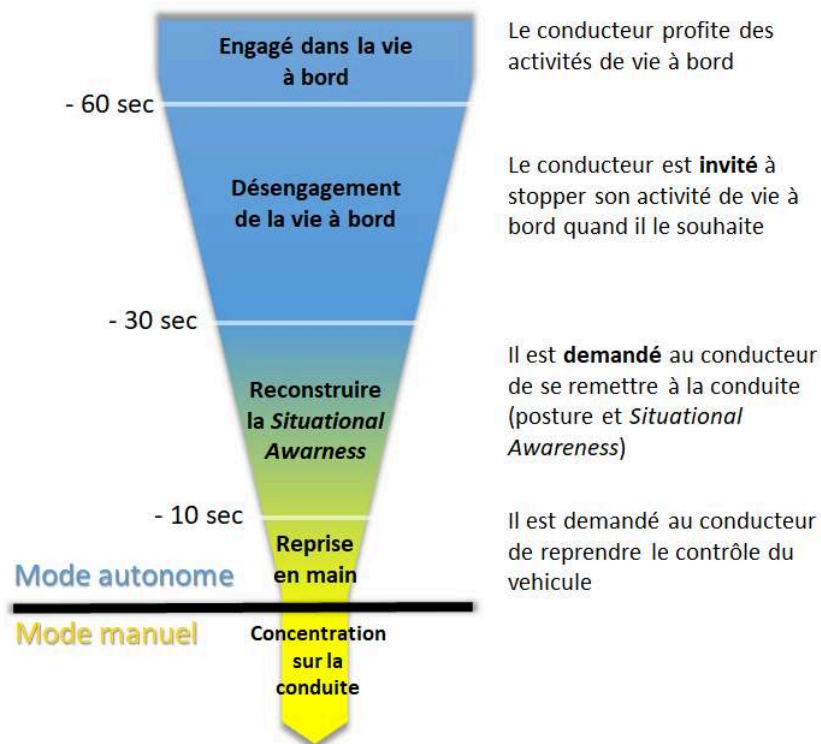 Engagé dans la vie
à bord
Le conducteur profite des
activités de vie à bord
- 60 sec
Désengagement
de la vie à bord
Le conducteur est invité à
stopper son activité de vie à
bord quand il le souhaite
- 30 sec
Reconstruire
la Situational
Awarness
Il est demandé au conducteur
de se remettre à la conduite
(posture et Situational
Awareness)
- 10 sec
Reprise
en main
Il est demandé au conducteur
de reprendre le contrôle du
vehicule
Mode autonome
Mode manuel
Concentration
sur la
conduite